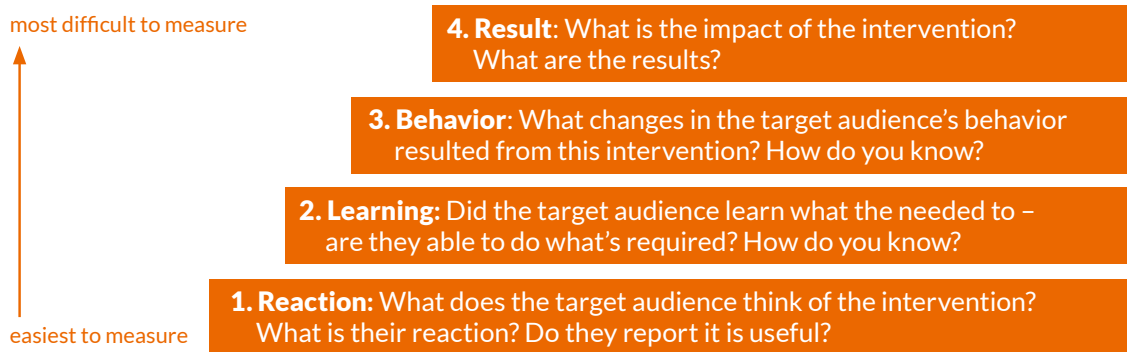 most difficult to measure
4. Result: What is the impact of the intervention?
What are the results?
3. Behavior: What changes in the target audience's behavior
resulted from this intervention? How do you know?
2. Learning: Did the target audience learn what the needed to –
are they able to do what's required? How do you know?
1. Reaction: What does the target audience think of the intervention?
What is their reaction? Do they report it is useful?
easiest to measure